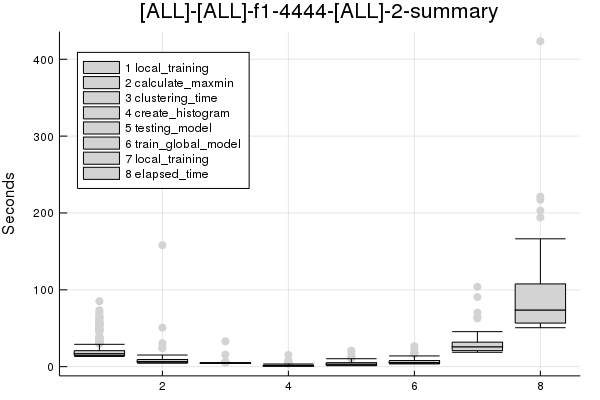 [ALL]-[ALL]-f1-4444-[ALL]-2-summary
400
300
200
100
0
Seconds
1 local_training
2 calculate_maxmin
3 clustering_time
4 create_histogram
5 testing_model
6 train_global_model
7 local_training
8 elapsed_time
2
4
6
8